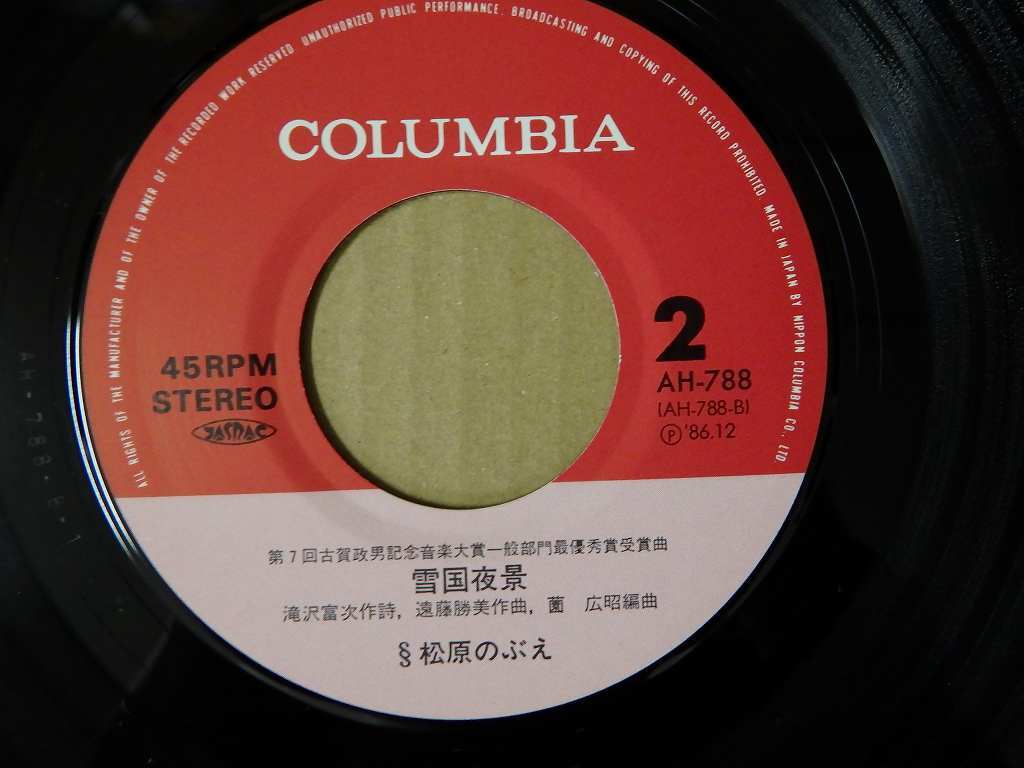 ALL RIGHTS OF THE MANUFACTURER AND OF THE OWNER OF THE RECORDED WORK RESERVED UNAUTHORIZED PUBLIC PERFORMANCE. BROADCASTING AND COPYING OF THIS RECORD PROHIBITED. MADE IN JAPAN BY NIPPON COLUMBIA CO., LTD.
COLUMBIA
45RPM
STEREO
JASRAC
2
AH-788
(AH-788-B)
Ⓟ'86.12
第7回古賀政男記念音楽大賞一般部門最優秀賞受賞曲
雪国夜景
滝沢富次作詩，遠藤勝美作曲，薗 広昭編曲
§松原のぶえ